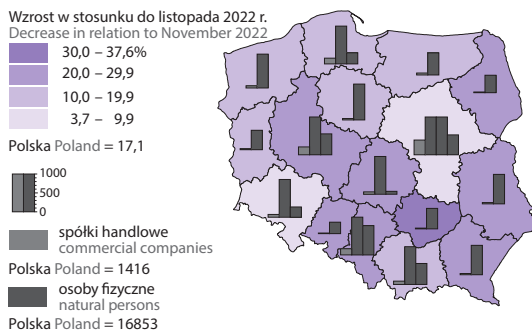 Wzrost w stosunku do listopada 2022 r.
Decrease in relation to November 2022
30,0 – 37,6%
20,0 – 29,9
10,0 – 19,9
3,7 – 9,9
Polska Poland = 17,1
1000
500
0
spółki handlowe
commercial companies
Polska Poland = 1416
osoby fizyczne
natural persons
Polska Poland = 16853